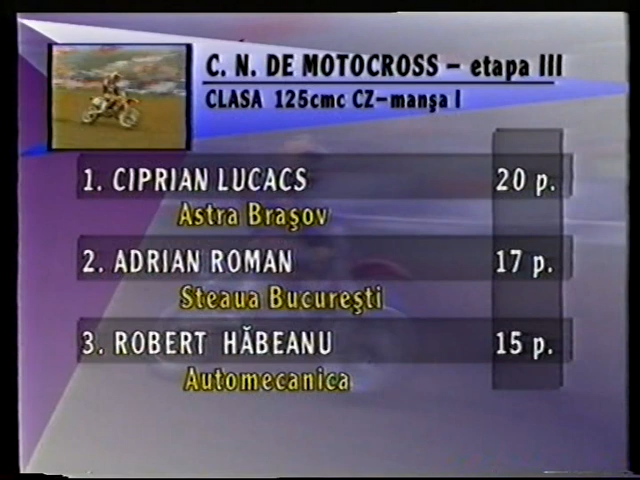 C. N. DE MOTOCROSS – etapa III
CLASA 125cmc CZ–manşa I
1. CIPRIAN LUCACS 20 p.
Astra Braşov
2. ADRIAN ROMAN 17 p.
Steaua Bucureşti
3. ROBERT HĂBEANU 15 p.
Automecanica